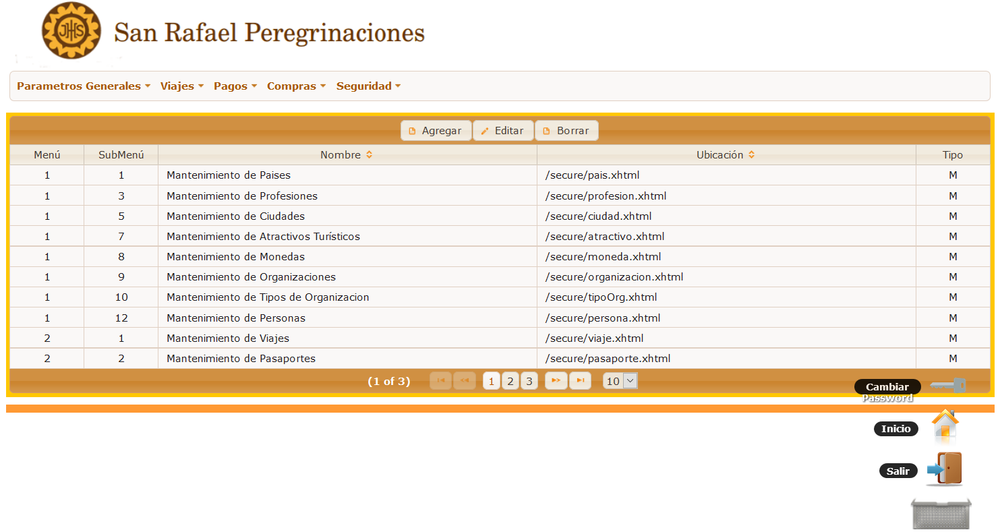 JHS San Rafael Peregrinaciones
Parametros Generales Viajes Pagos Compras Seguridad
Agregar Editar Borrar
Menú SubMenú Nombre Ubicación Tipo
1 1 Mantenimiento de Paises /secure/pais.xhtml M
1 3 Mantenimiento de Profesiones /secure/profesion.xhtml M
1 5 Mantenimiento de Ciudades /secure/ciudad.xhtml M
1 7 Mantenimiento de Atractivos Turísticos /secure/atractivo.xhtml M
1 8 Mantenimiento de Monedas /secure/moneda.xhtml M
1 9 Mantenimiento de Organizaciones /secure/organizacion.xhtml M
1 10 Mantenimiento de Tipos de Organizacion /secure/tipoOrg.xhtml M
1 12 Mantenimiento de Personas /secure/persona.xhtml M
2 1 Mantenimiento de Viajes /secure/viaje.xhtml M
2 2 Mantenimiento de Pasaportes /secure/pasaporte.xhtml M
(1 of 3) 1 2 3 10
Cambiar
Password
Inicio
Salir